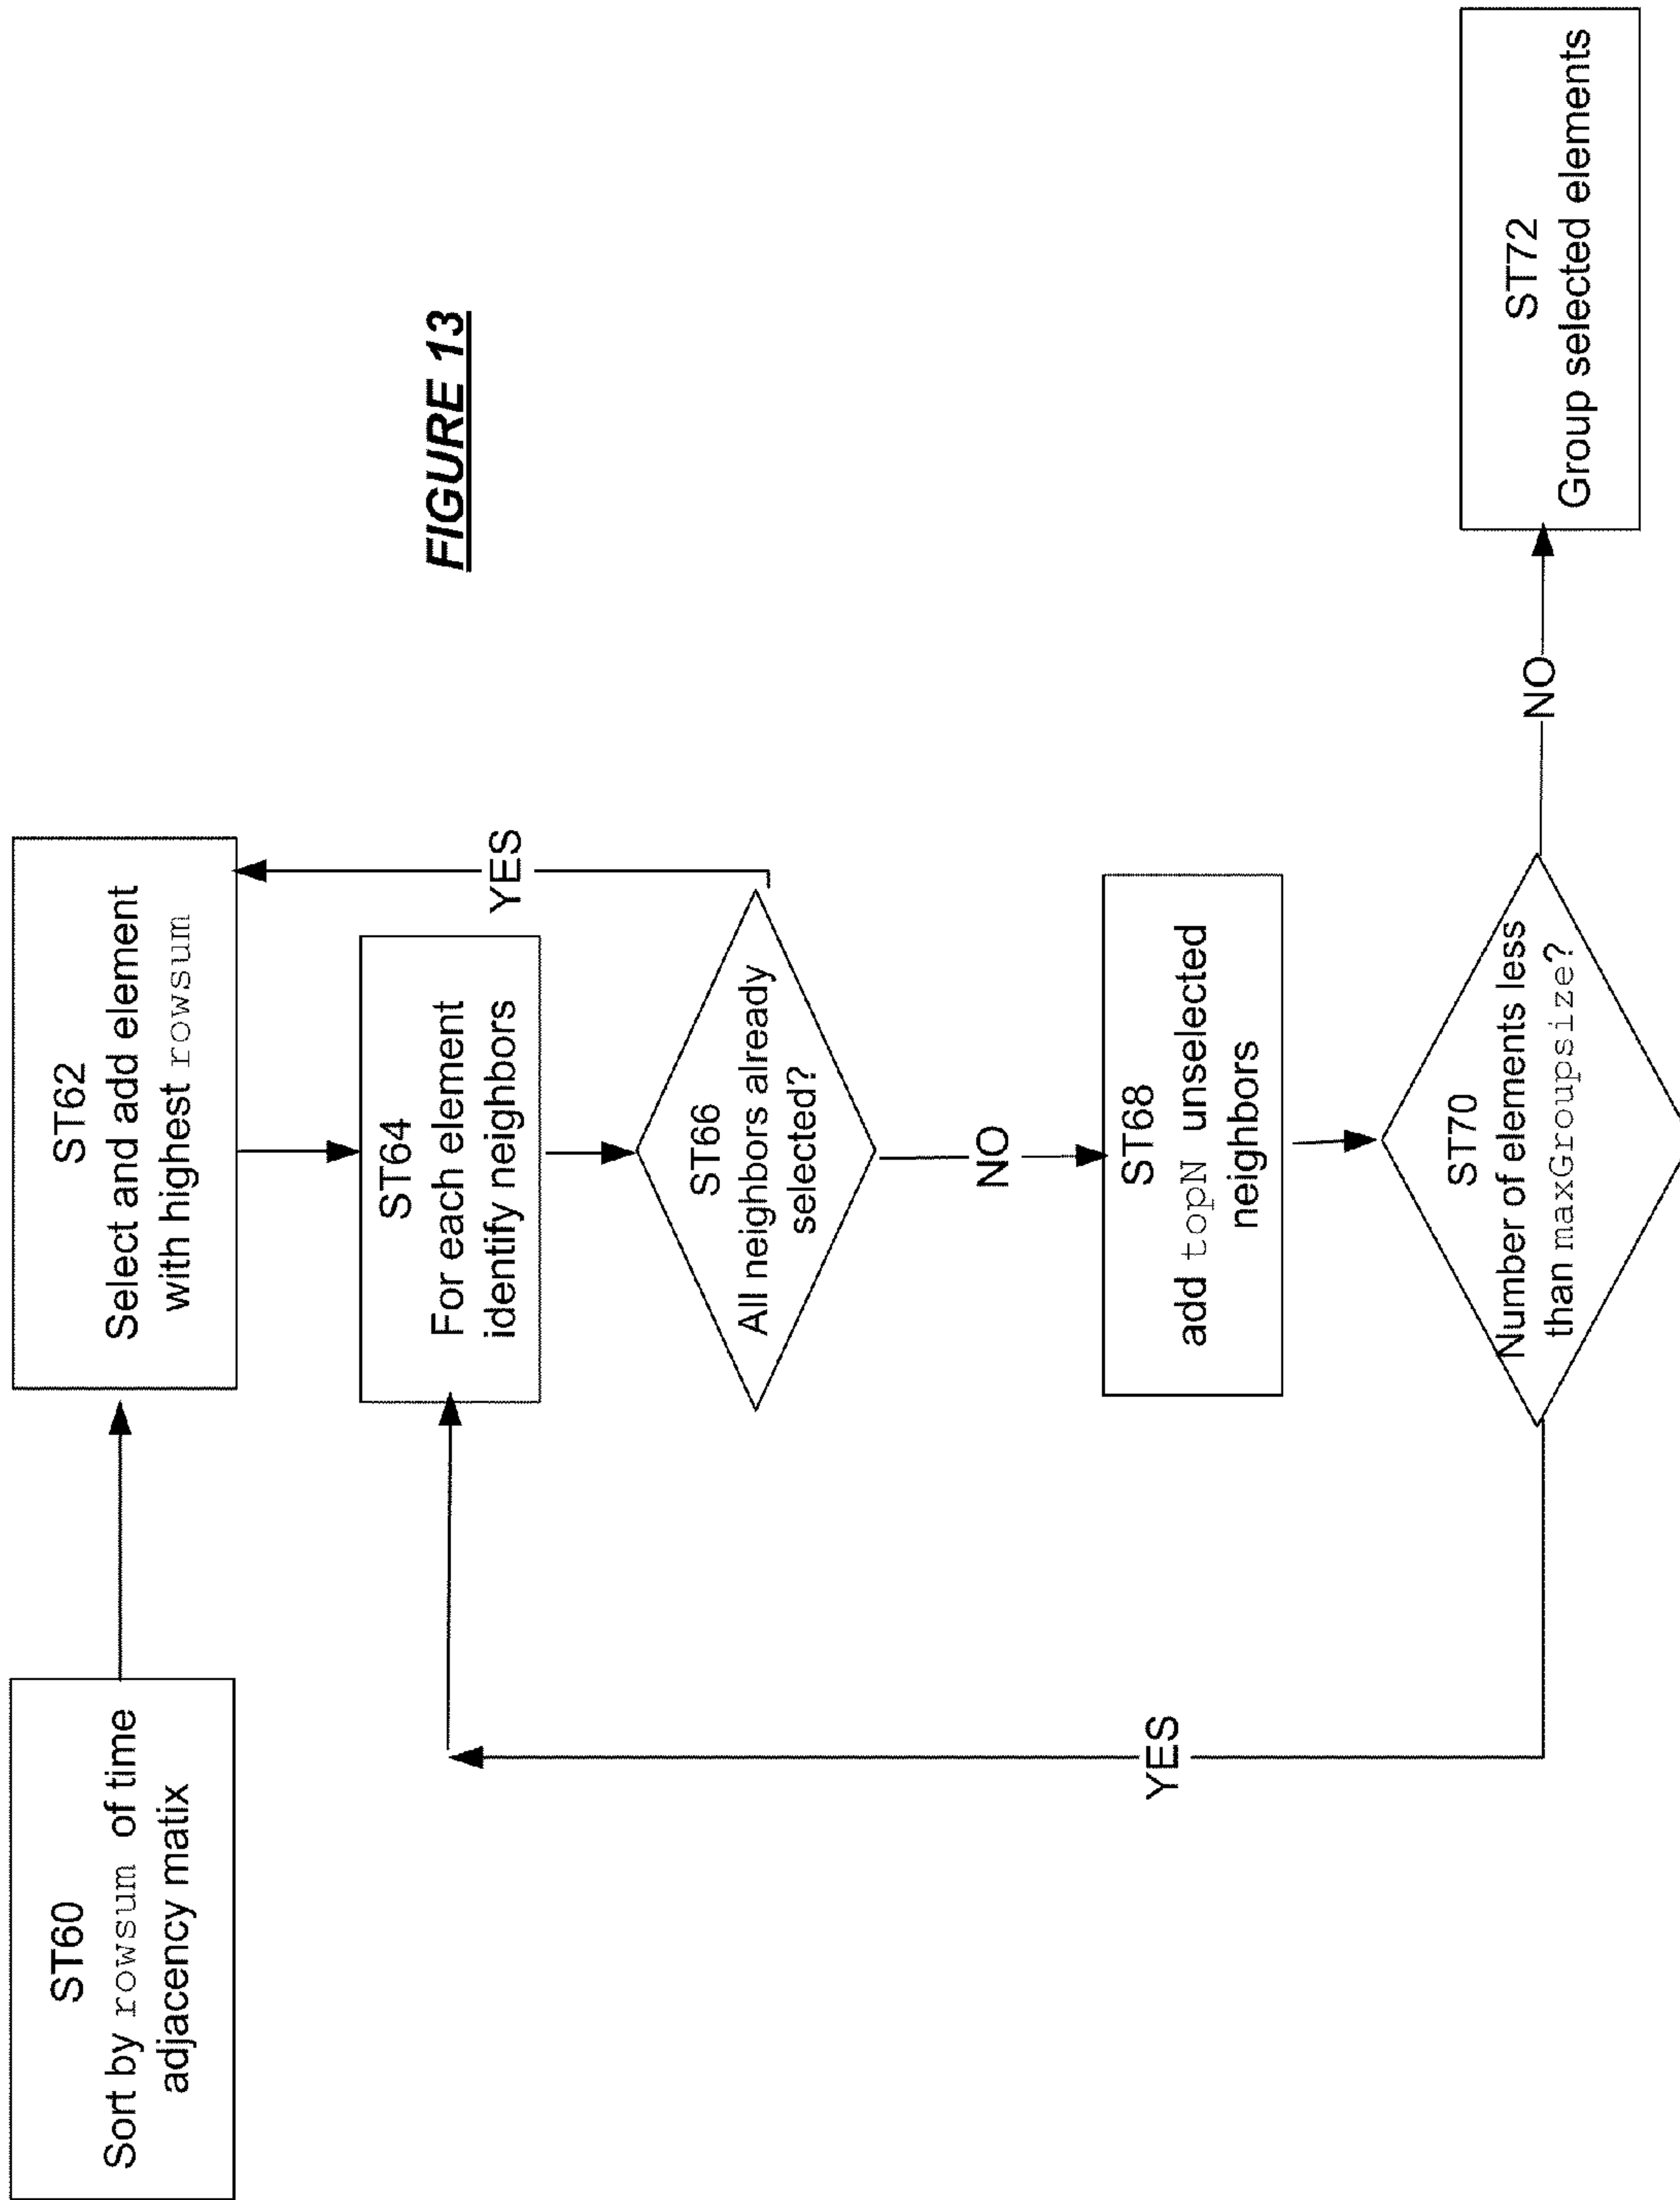 ST60
Sort by rowsum of time
adjacency matix
ST62
Select and add element
with highest rowsum
ST64
For each element
identify neighbors
YES
ST66
All neighbors already
selected?
NO
ST68
add topN unselected
neighbors
YES
ST70
Number of elements less
than maxGroupsize?
NO
ST72
Group selected elements
FIGURE 13